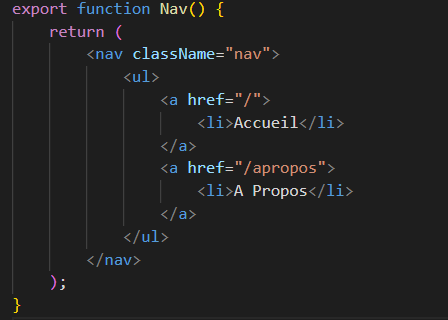 export function Nav() {
    return (
        <nav className="nav">
            <ul>
                <a href="/">
                    <li>Accueil</li>
                </a>
                <a href="/apropos">
                    <li>A Propos</li>
                </a>
            </ul>
        </nav>
    );
}